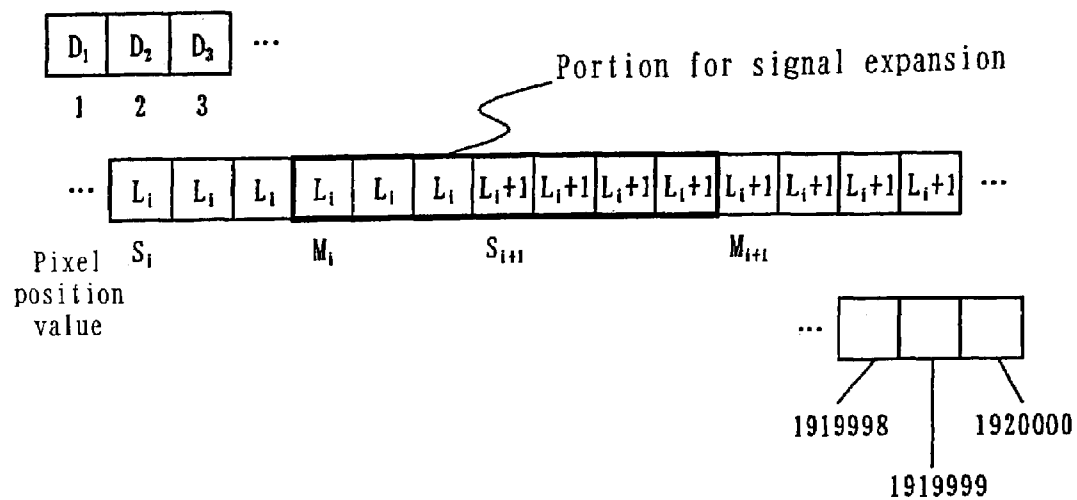 D₁ D₂ D₃ ...
1 2 3
Portion for signal expansion
... Lᵢ Lᵢ Lᵢ Lᵢ Lᵢ Lᵢ Lᵢ+1 Lᵢ+1 Lᵢ+1 Lᵢ+1 Lᵢ+1 Lᵢ+1 Lᵢ+1 Lᵢ+1 ...
Sᵢ Mᵢ Sᵢ₊₁ Mᵢ₊₁
Pixel
position
value
...
1919998 1920000
1919999